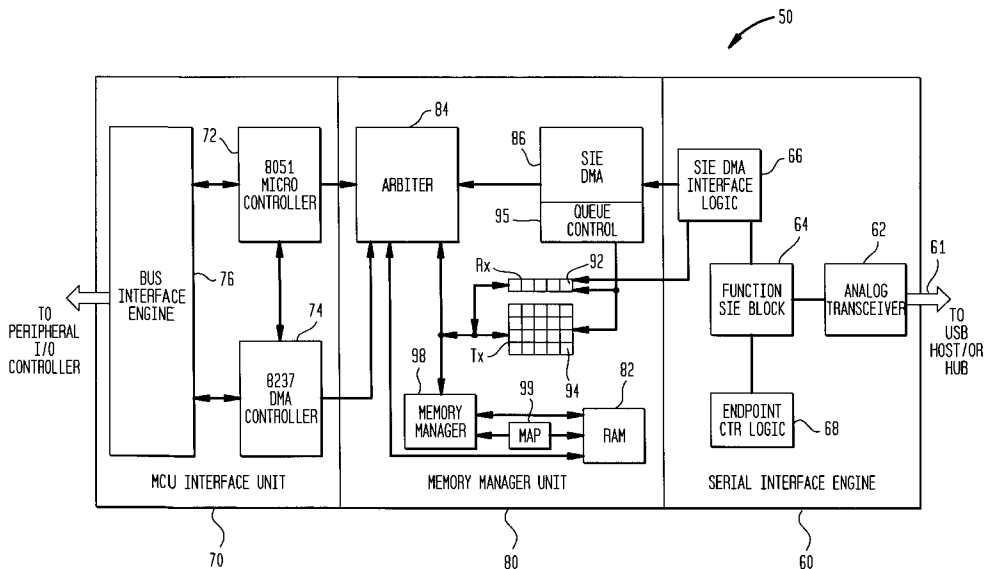 50
72
8051
MICRO
CONTROLLER
84
ARBITER
86
SIE
DMA
95
QUEUE
CONTROL
SIE DMA
INTERFACE
LOGIC
66
BUS
INTERFACE
ENGINE
76
TO
PERIPHERAL
I/O
CONTROLLER
Rx
92
64
FUNCTION
SIE BLOCK
62
ANALOG
TRANSCEIVER
61
TO
USB
HOST/OR
HUB
74
8237
DMA
CONTROLLER
Tx
94
98
MEMORY
MANAGER
99
MAP
82
RAM
ENDPOINT
CTR LOGIC
68
MCU INTERFACE UNIT
MEMORY MANAGER UNIT
SERIAL INTERFACE ENGINE
70
80
60